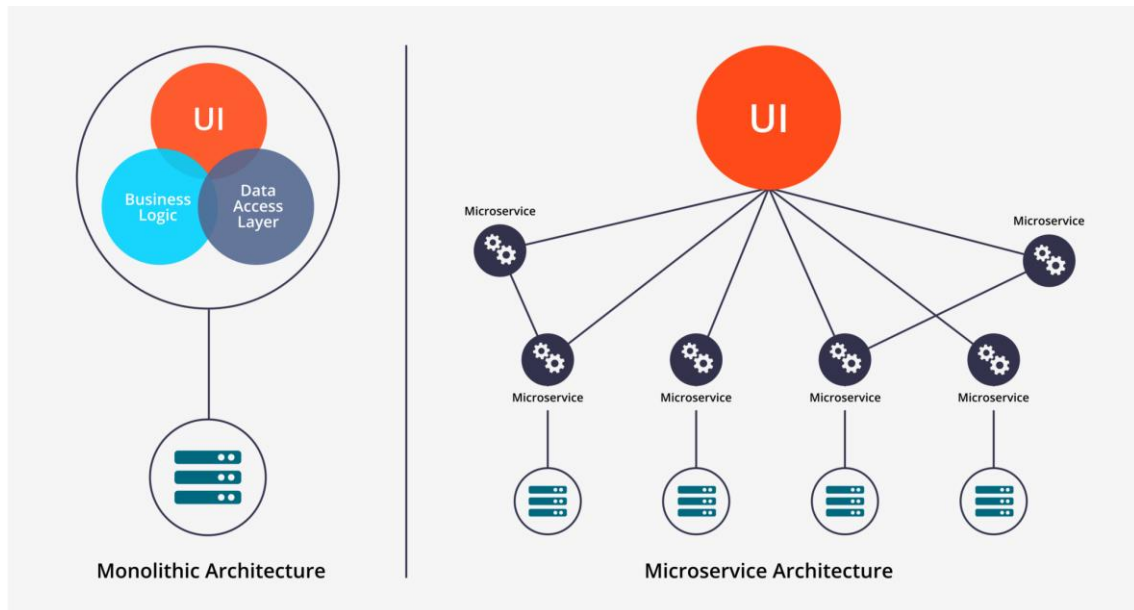 UI
Business
Logic
Data
Access
Layer
Monolithic Architecture
UI
Microservice
Microservice
Microservice
Microservice
Microservice
Microservice
Microservice Architecture